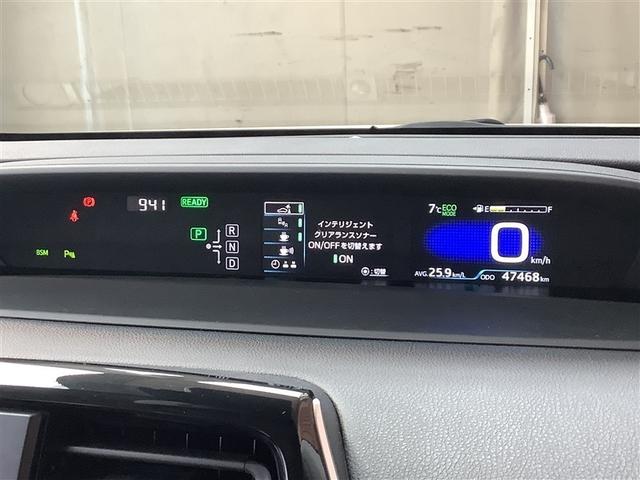 P
9:41
READY
P
R
N
D
BSM
P
インテリジェント
クリアランスソナー
ON/OFFを切替えます
ON
:切替
7℃
ECO
MODE
E
F
0
km/h
AVG. 25.9 km/L
ODO 47468 km